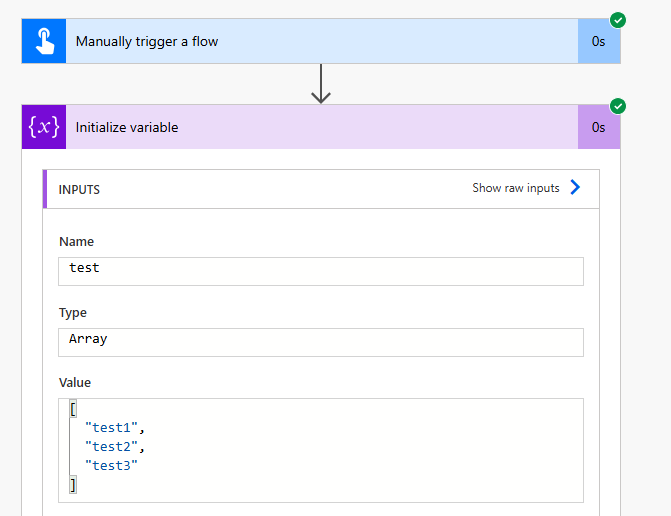 Manually trigger a flow
0s
{x}
Initialize variable
0s
INPUTS
Show raw inputs
Name
test
Type
Array
Value
[
"test1",
"test2",
"test3"
]